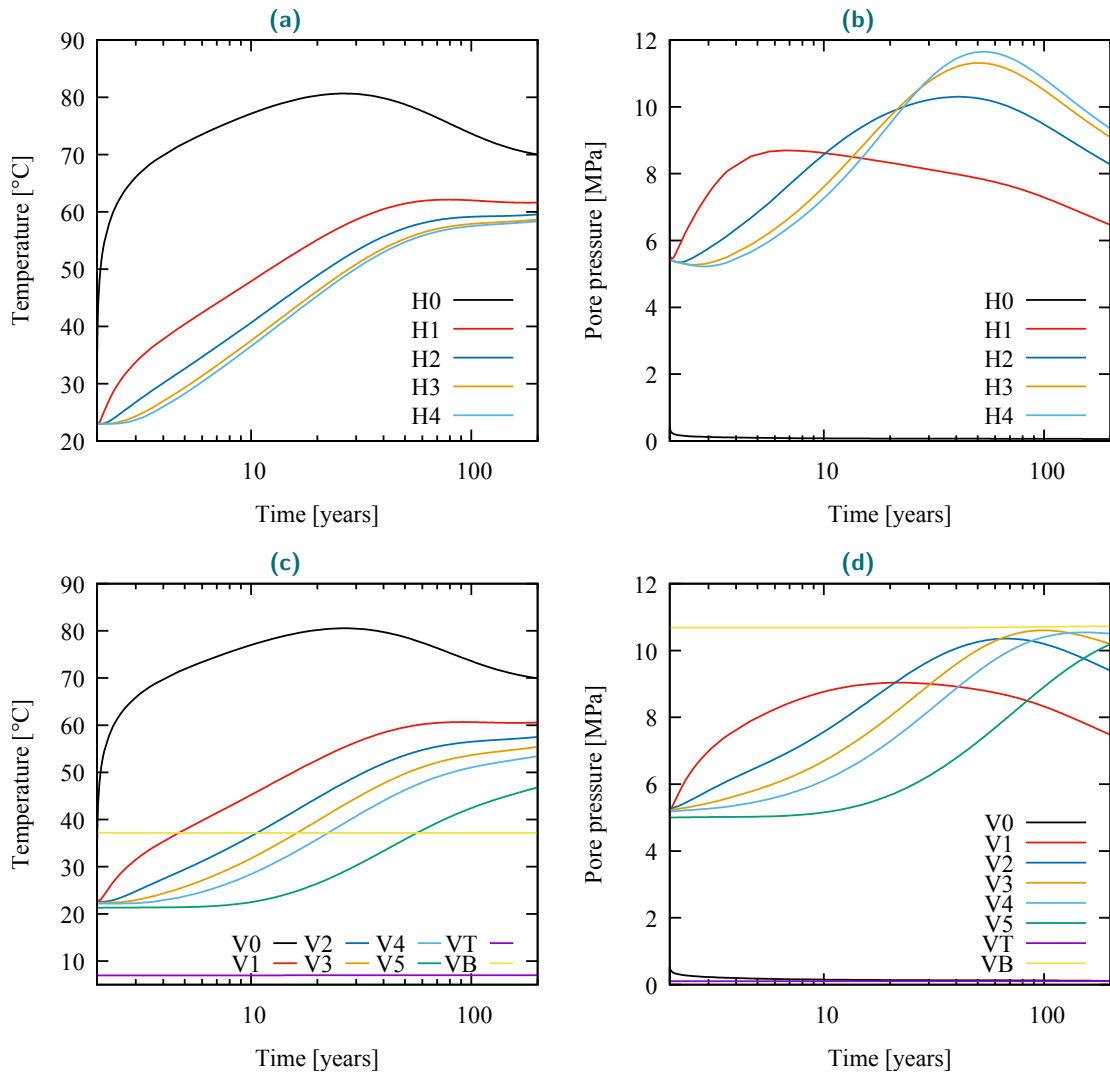 (a)
Temperature [°C]
90
80
70
60
50
40
30
20
H0
H1
H2
H3
H4
10
100
Time [years]
(b)
Pore pressure [MPa]
12
10
8
6
4
2
0
H0
H1
H2
H3
H4
10
100
Time [years]
(c)
Temperature [°C]
90
80
70
60
50
40
30
20
10
V0 V2 V4 VT
V1 V3 V5 VB
10
100
Time [years]
(d)
Pore pressure [MPa]
12
10
8
6
4
2
0
V0
V1
V2
V3
V4
V5
VT
VB
10
100
Time [years]